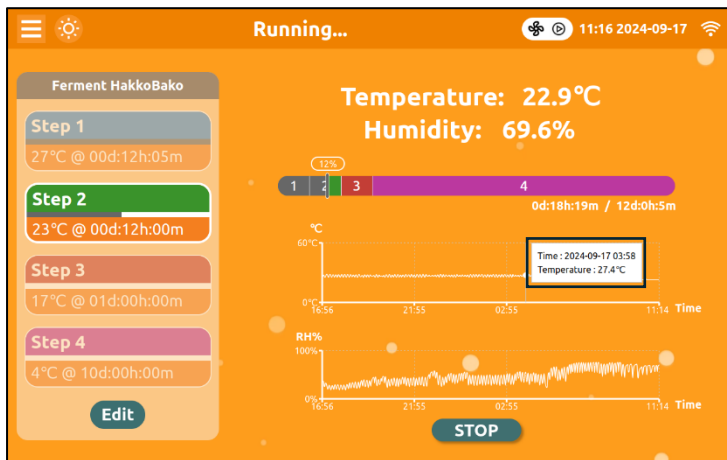 Running...
11:16 2024-09-17
Ferment HakkoBako
Step 1
27℃ @ 00d:12h:05m
Step 2
23℃ @ 00d:12h:00m
Step 3
17℃ @ 01d:00h:00m
Step 4
4℃ @ 10d:00h:00m
Edit
Temperature: 22.9℃
Humidity: 69.6%
12%
1 2 3 4
0d:18h:19m / 12d:0h:5m
℃
60℃
Time : 2024-09-17 03:58
Temperature : 27.4℃
0℃
16:56 21:55 02:55 11:14 Time
RH%
100%
0%
16:56 21:55 02:55 11:14 Time
STOP